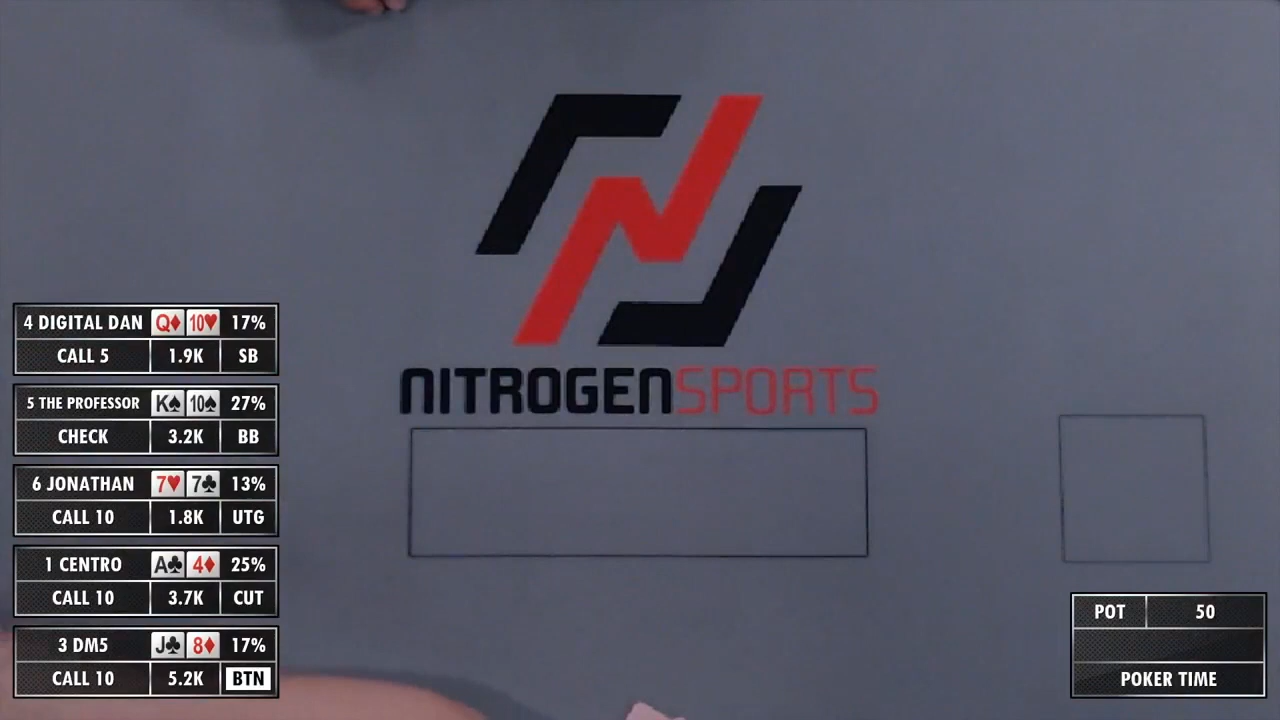 NITROGENSPORTS
4 DIGITAL DAN Q♦ 10♥ 17%
CALL 5 1.9K SB
5 THE PROFESSOR K♠ 10♠ 27%
CHECK 3.2K BB
6 JONATHAN 7♥ 7♣ 13%
CALL 10 1.8K UTG
1 CENTRO A♣ 4♦ 25%
CALL 10 3.7K CUT
3 DM5 J♣ 8♦ 17%
CALL 10 5.2K BTN
POT 50
POKER TIME